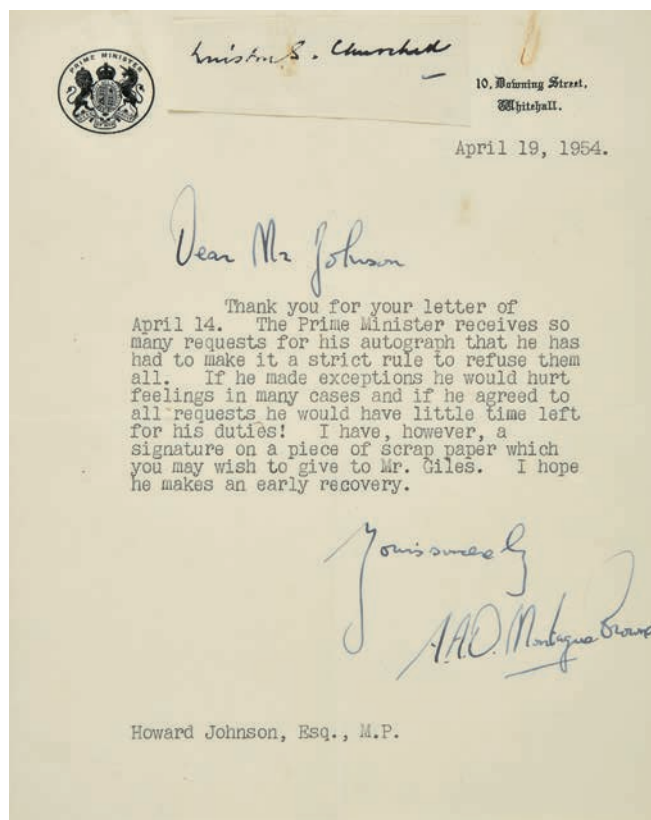 Winston S. Churchill
PRIME MINISTER
10, Downing Street,
Whitehall.
April 19, 1954.
Dear Mr Johnson
Thank you for your letter of
April 14. The Prime Minister receives so
many requests for his autograph that he has
had to make it a strict rule to refuse them
all. If he made exceptions he would hurt
feelings in many cases and if he agreed to
all requests he would have little time left
for his duties! I have, however, a
signature on a piece of scrap paper which
you may wish to give to Mr. Giles. I hope
he makes an early recovery.
Yours sincerely
A.A.D. Montague Browne
Howard Johnson, Esq., M.P.